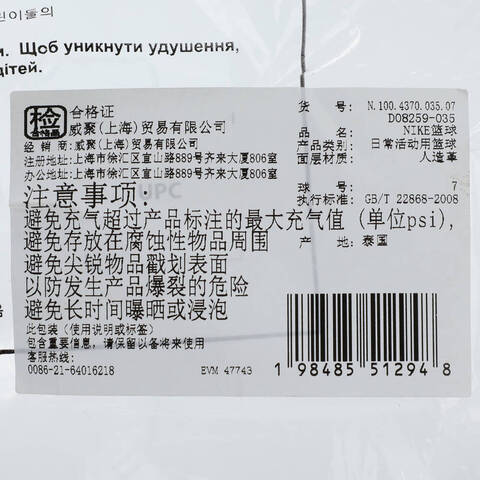 린이들의
и. Щоб уникнути удушення,
дітей.
检 合格品
合格证
威聚(上海)贸易有限公司
经 销 商: 威聚(上海)贸易有限公司
注册地址:上海市徐汇区宜山路889号齐来大厦806室
办公地址:上海市徐汇区宜山路889号齐来大厦806室
货 号: N.100.4370.035.07
DO8259-035
品 名: NIKE篮球
产品类别: 日常活动用篮球
面层材质: 人造革
球 号: 7
执行标准: GB/T 22868-2008
产 地: 泰国
UPC
注意事项:
避免充气超过产品标注的最大充气值(单位psi),
避免存放在腐蚀性物品周围
避免尖锐物品戳划表面
以防发生产品爆裂的危险
避免长时间曝晒或浸泡
此包装(使用说明或标签)
包含重要信息, 请保留以备将来使用
客服热线:
0086-21-64016218
EVM 47743
1 98485 51294 8